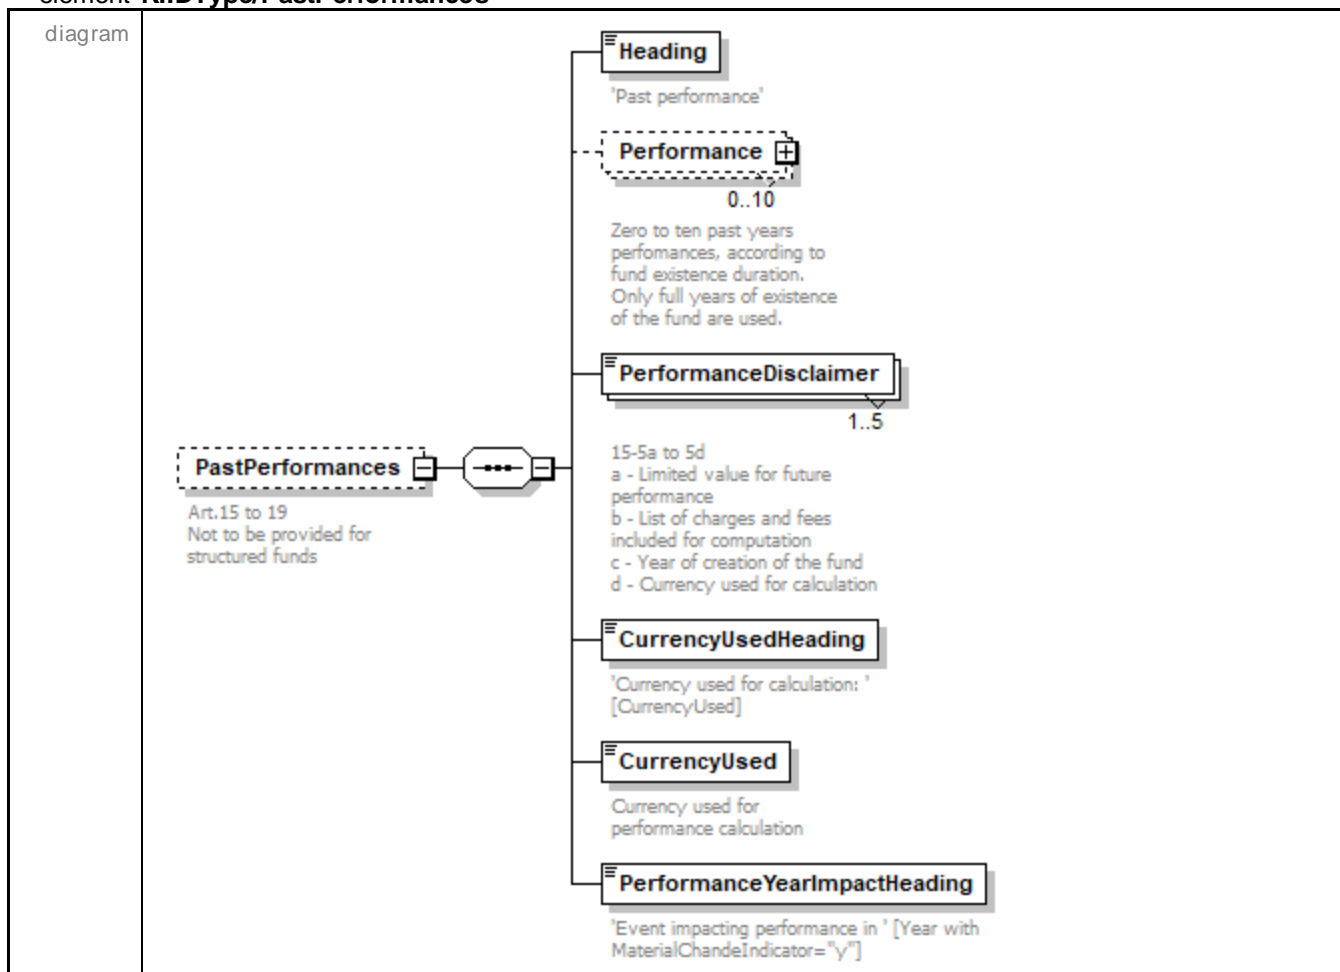 element KIIDType/PastPerformances
diagram
Heading
'Past performance'
Performance
0..10
Zero to ten past years
perfomances, according to
fund existence duration.
Only full years of existence
of the fund are used.
PerformanceDisclaimer
1..5
15-5a to 5d
a - Limited value for future
performance
b - List of charges and fees
included for computation
c - Year of creation of the fund
d - Currency used for calculation
PastPerformances
Art.15 to 19
Not to be provided for
structured funds
CurrencyUsedHeading
'Currency used for calculation: '
[CurrencyUsed]
CurrencyUsed
Currency used for
performance calculation
PerformanceYearImpactHeading
'Event impacting performance in ' [Year with
MaterialChandeIndicator="y"]